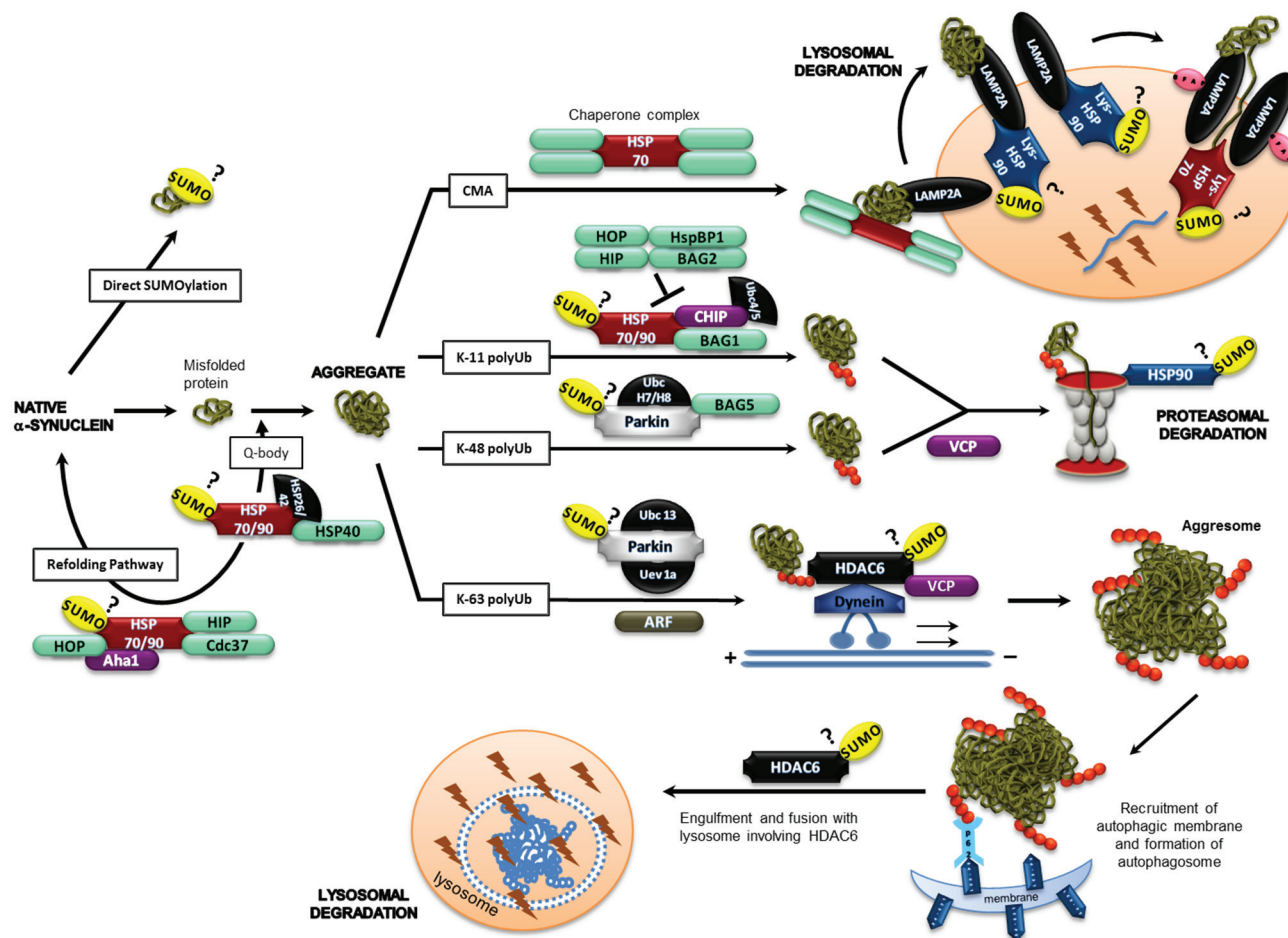 LYSOSOMAL
DEGRADATION
LAMP2A
Lys-
HSP
90
SUMO
?
LAMP2A
Lys-
HSP
90
SUMO
?
LAMP2A
LAMP2A
Lys-
HSP
70
SUMO
?
LAMP2A
Chaperone complex
HSP
70
CMA
SUMO
?
Direct SUMOylation
HOP
HspBP1
HIP
BAG2
SUMO
?
HSP
70/90
CHIP
Ubc4/5
BAG1
K-11 polyUb
Misfolded
protein
AGGREGATE
NATIVE
α-SYNUCLEIN
Q-body
SUMO
?
HSP
70/90
HSP26/
42
HSP40
Refolding Pathway
SUMO
?
HSP
70/90
HIP
HOP
Cdc37
Aha1
SUMO
?
Ubc
H7/H8
Parkin
BAG5
K-48 polyUb
VCP
?
SUMO
HSP90
PROTEASOMAL
DEGRADATION
SUMO
?
Ubc 13
Parkin
Uev1a
K-63 polyUb
ARF
?
SUMO
HDAC6
VCP
Dynein
+
–
Aggresome
?
SUMO
HDAC6
Engulfment and fusion with
lysosome involving HDAC6
Recruitment of
autophagic membrane
and formation of
autophagosome
P
6
2
membrane
lysosome
LYSOSOMAL
DEGRADATION